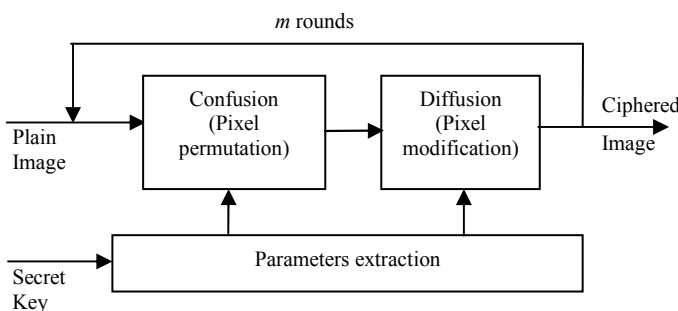 m rounds
Confusion
(Pixel
permutation)
Diffusion
(Pixel
modification)
Ciphered
Image
Plain
Image
Parameters extraction
Secret
Key